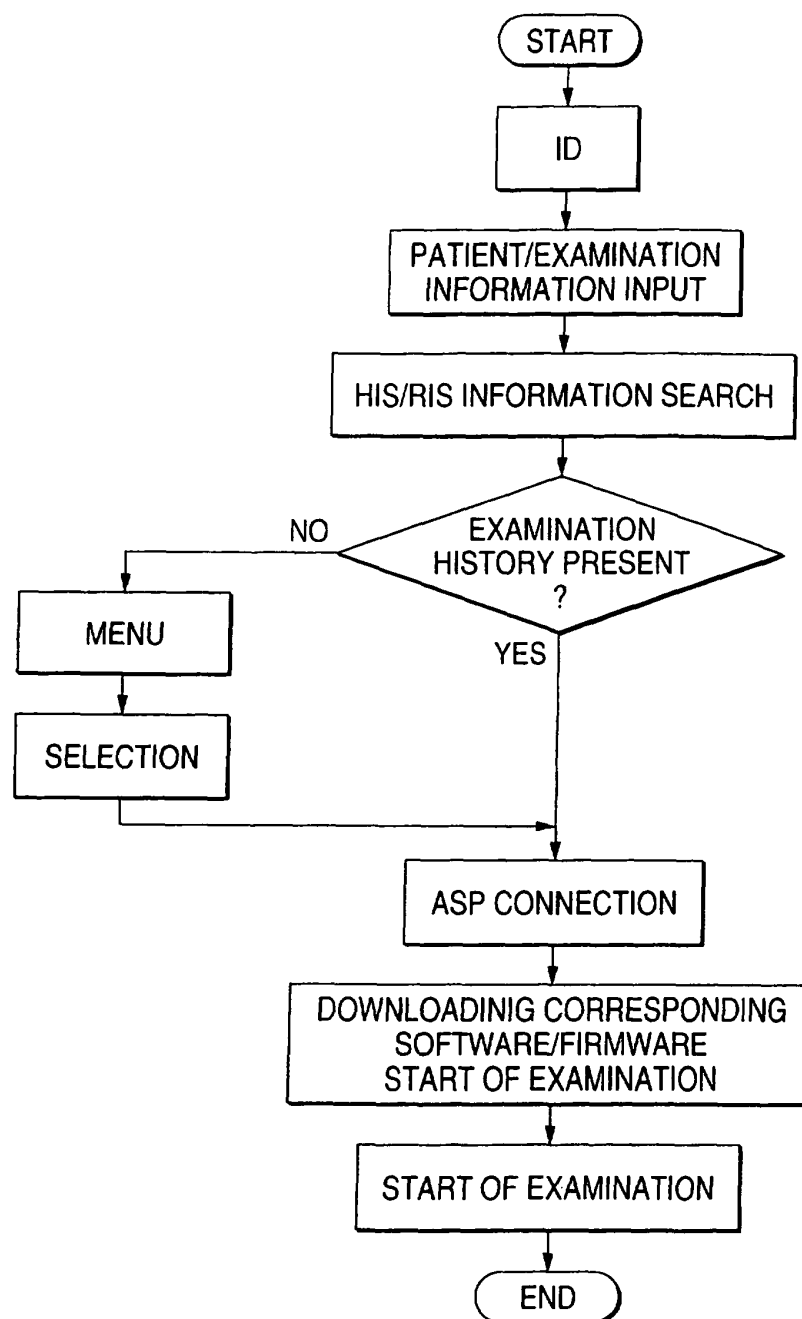 START
ID
PATIENT/EXAMINATION
INFORMATION INPUT
HIS/RIS INFORMATION SEARCH
EXAMINATION
HISTORY PRESENT
?
NO
YES
MENU
SELECTION
ASP CONNECTION
DOWNLOADINIG CORRESPONDING
SOFTWARE/FIRMWARE
START OF EXAMINATION
START OF EXAMINATION
END